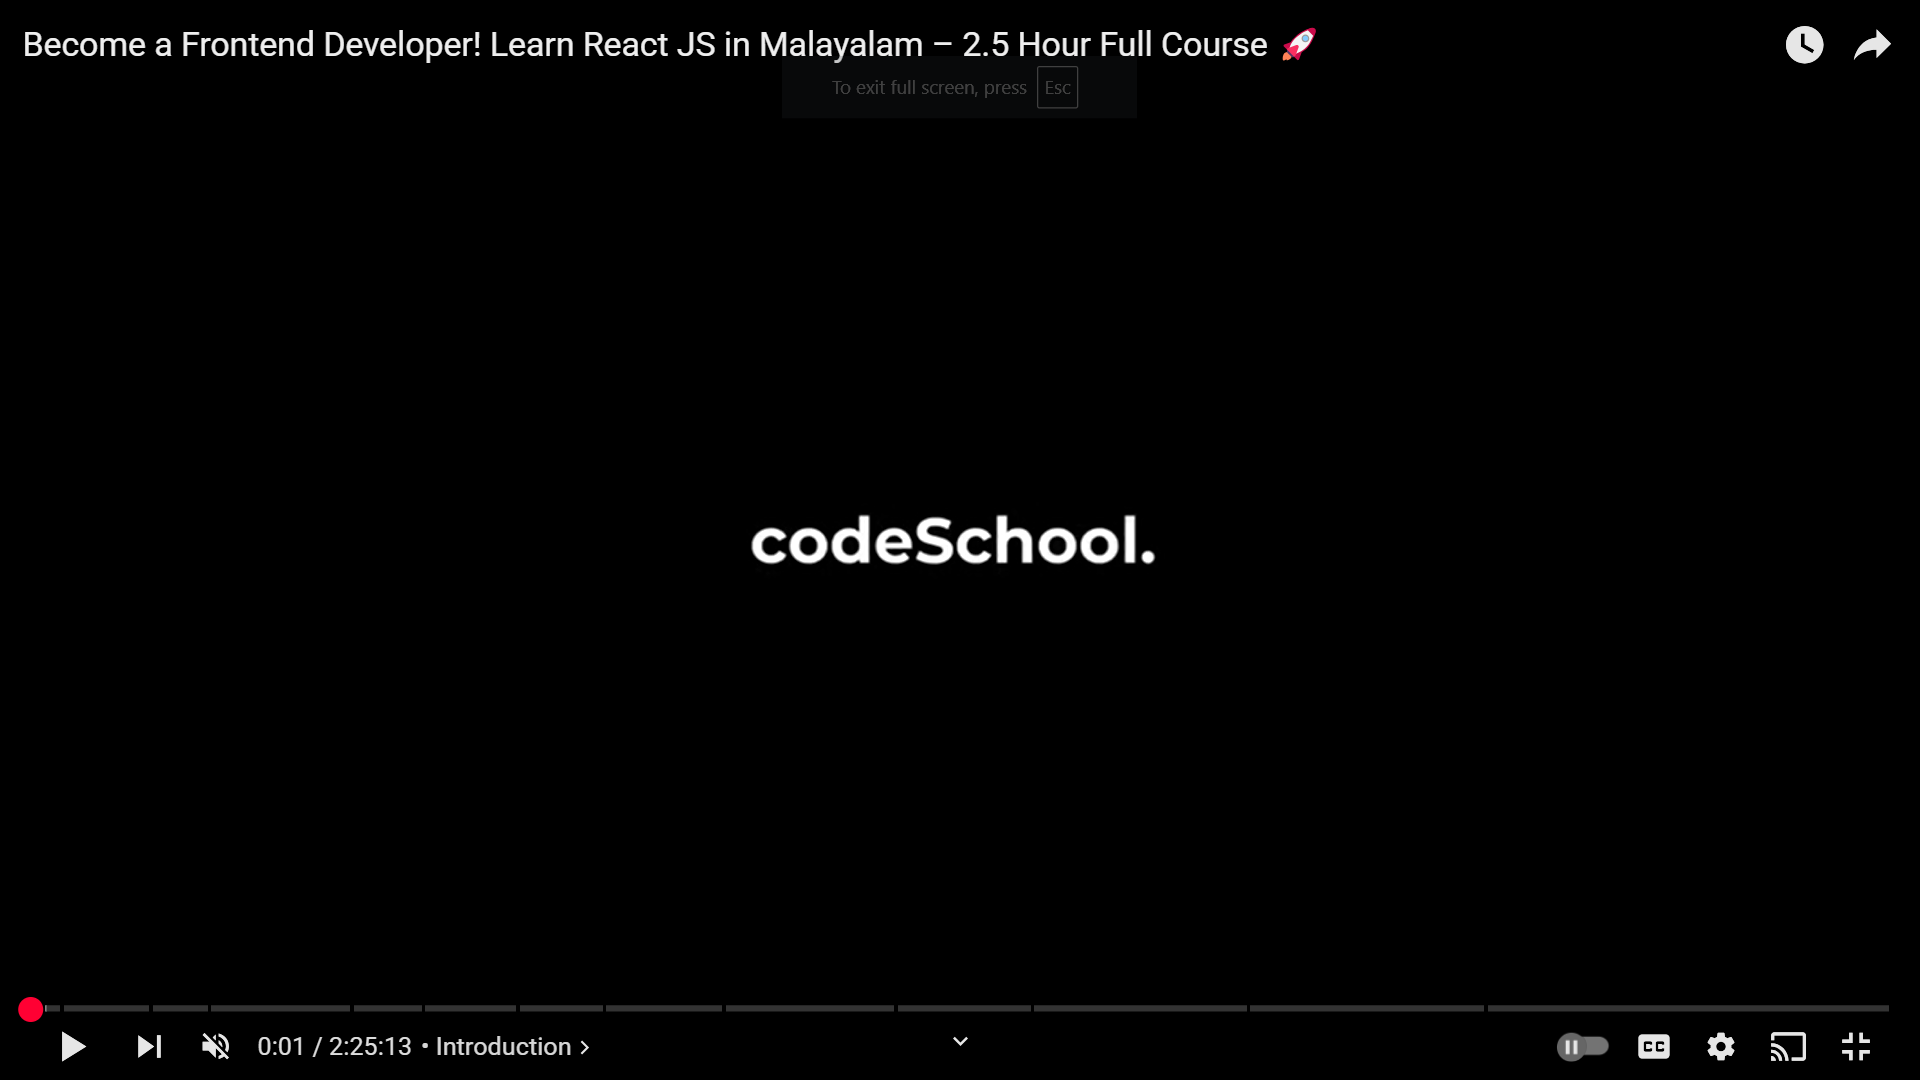 Become a Frontend Developer! Learn React JS in Malayalam – 2.5 Hour Full Course 🚀
To exit full screen, press Esc
codeSchool.
0:01 / 2:25:13 • Introduction >
CC